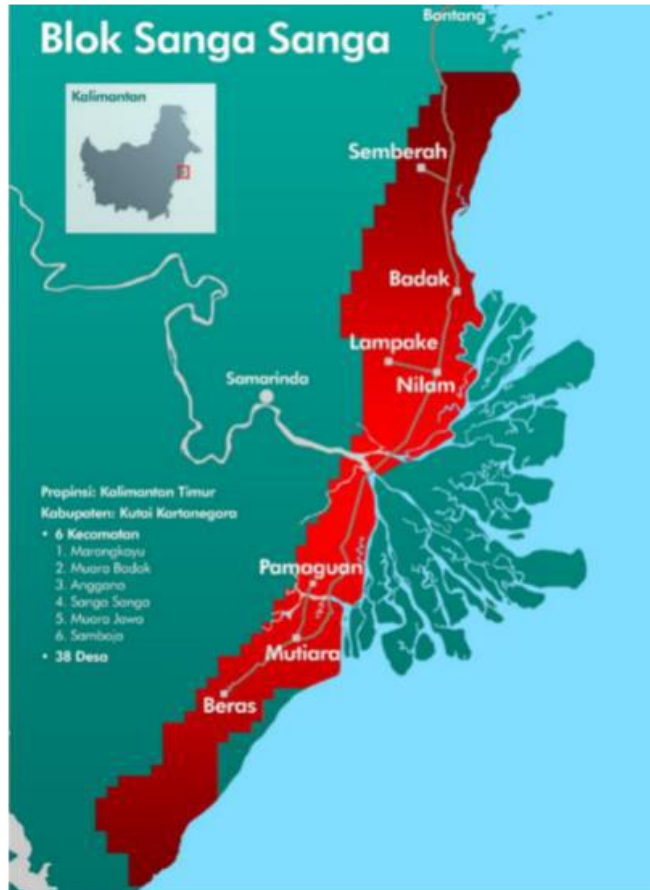 Bontang
Blok Sanga Sanga
Kalimantan
Semberah
Badak
Lampake
Nilam
Samarinda
Propinsi: Kalimantan Timur
Kabupaten: Kutai Kartanegara
• 6 Kecamatan
1. Marangkayu
2. Muara Badak
3. Anggana
4. Sanga Sanga
5. Muara Jawa
6. Samboja
• 38 Desa
Pamaguan
Mutiara
Beras